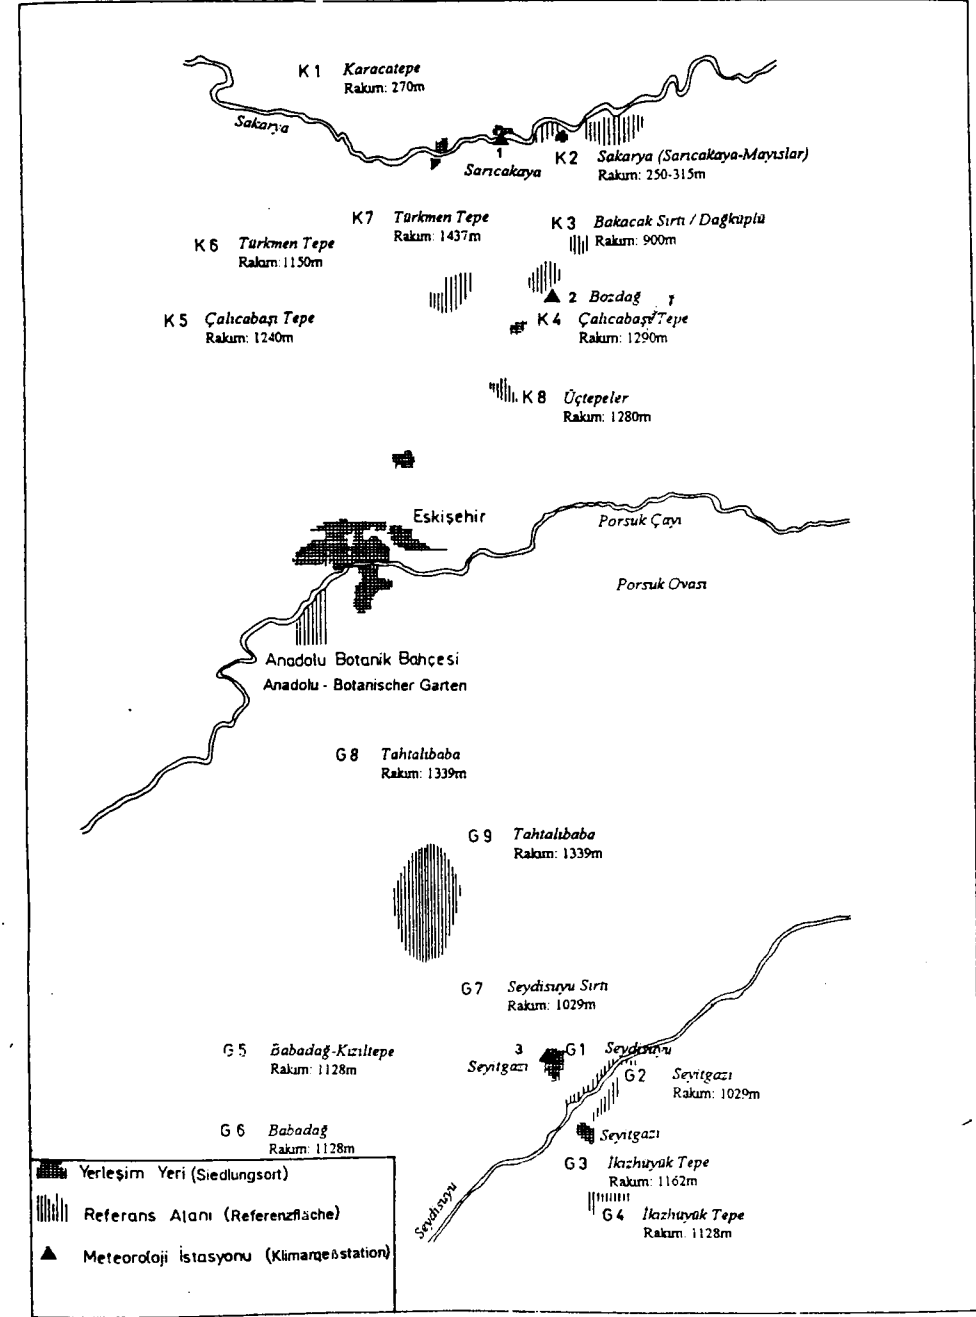 K 1 Karacatepe
Rakım: 270m
Sakarya
1
Sarıcakaya
K 2 Sakarya (Sarıcakaya-Mayıslar)
Rakım: 250-315m
K 7 Türkmen Tepe
Rakım: 1437m
K 3 Bakacak Sırtı / Dağküplü
Rakım: 900m
K 6 Türkmen Tepe
Rakım: 1150m
2 Bozdağ
K 5 Çalıcabaşı Tepe
Rakım: 1240m
K 4 Çalıcabaşı Tepe
Rakım: 1290m
K 8 Üçtepeler
Rakım: 1280m
Eskişehir
Porsuk Çayı
Porsuk Ovası
Anadolu Botanik Bahçesi
Anadolu - Botanischer Garten
G 8 Tahtalıbaba
Rakım: 1339m
G 9 Tahtalıbaba
Rakım: 1339m
G 7 Seydisuyu Sırtı
Rakım: 1029m
G 5 Babadağ-Kızıltepe
Rakım: 1128m
3
Seyitgazi
G 1 Seydisuyu
G 2 Seyitgazi
Rakım: 1029m
G 6 Babadağ
Rakım: 1128m
Seyitgazi
G 3 İkizhüyük Tepe
Rakım: 1162m
G 4 İkizhüyük Tepe
Rakım: 1128m
Seydisuyu
Yerleşim Yeri (Siedlungsort)
Referans Alanı (Referenzfläche)
Meteoroloji İstasyonu (Klimameßstation)